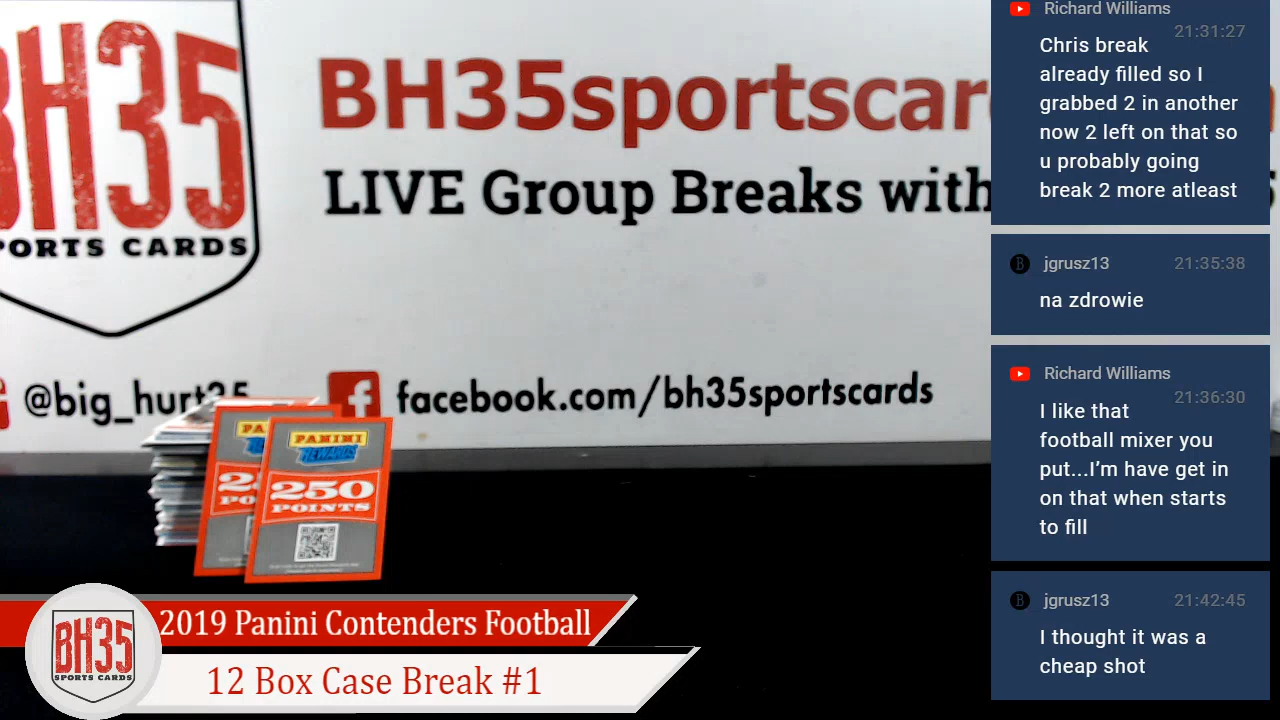 BH35
SPORTS CARDS
BH35sportscar
LIVE Group Breaks with
@big_hurt35
facebook.com/bh35sportscards
PANINI
REWARDS
250
POINTS
PA
2
PO
2019 Panini Contenders Football
12 Box Case Break #1
BH35
SPORTS CARDS
Richard Williams
21:31:27
Chris break
already filled so I
grabbed 2 in another
now 2 left on that so
u probably going
break 2 more atleast
jgrusz13 21:35:38
na zdrowie
Richard Williams
21:36:30
I like that
football mixer you
put...I'm have get in
on that when starts
to fill
jgrusz13 21:42:45
I thought it was a
cheap shot